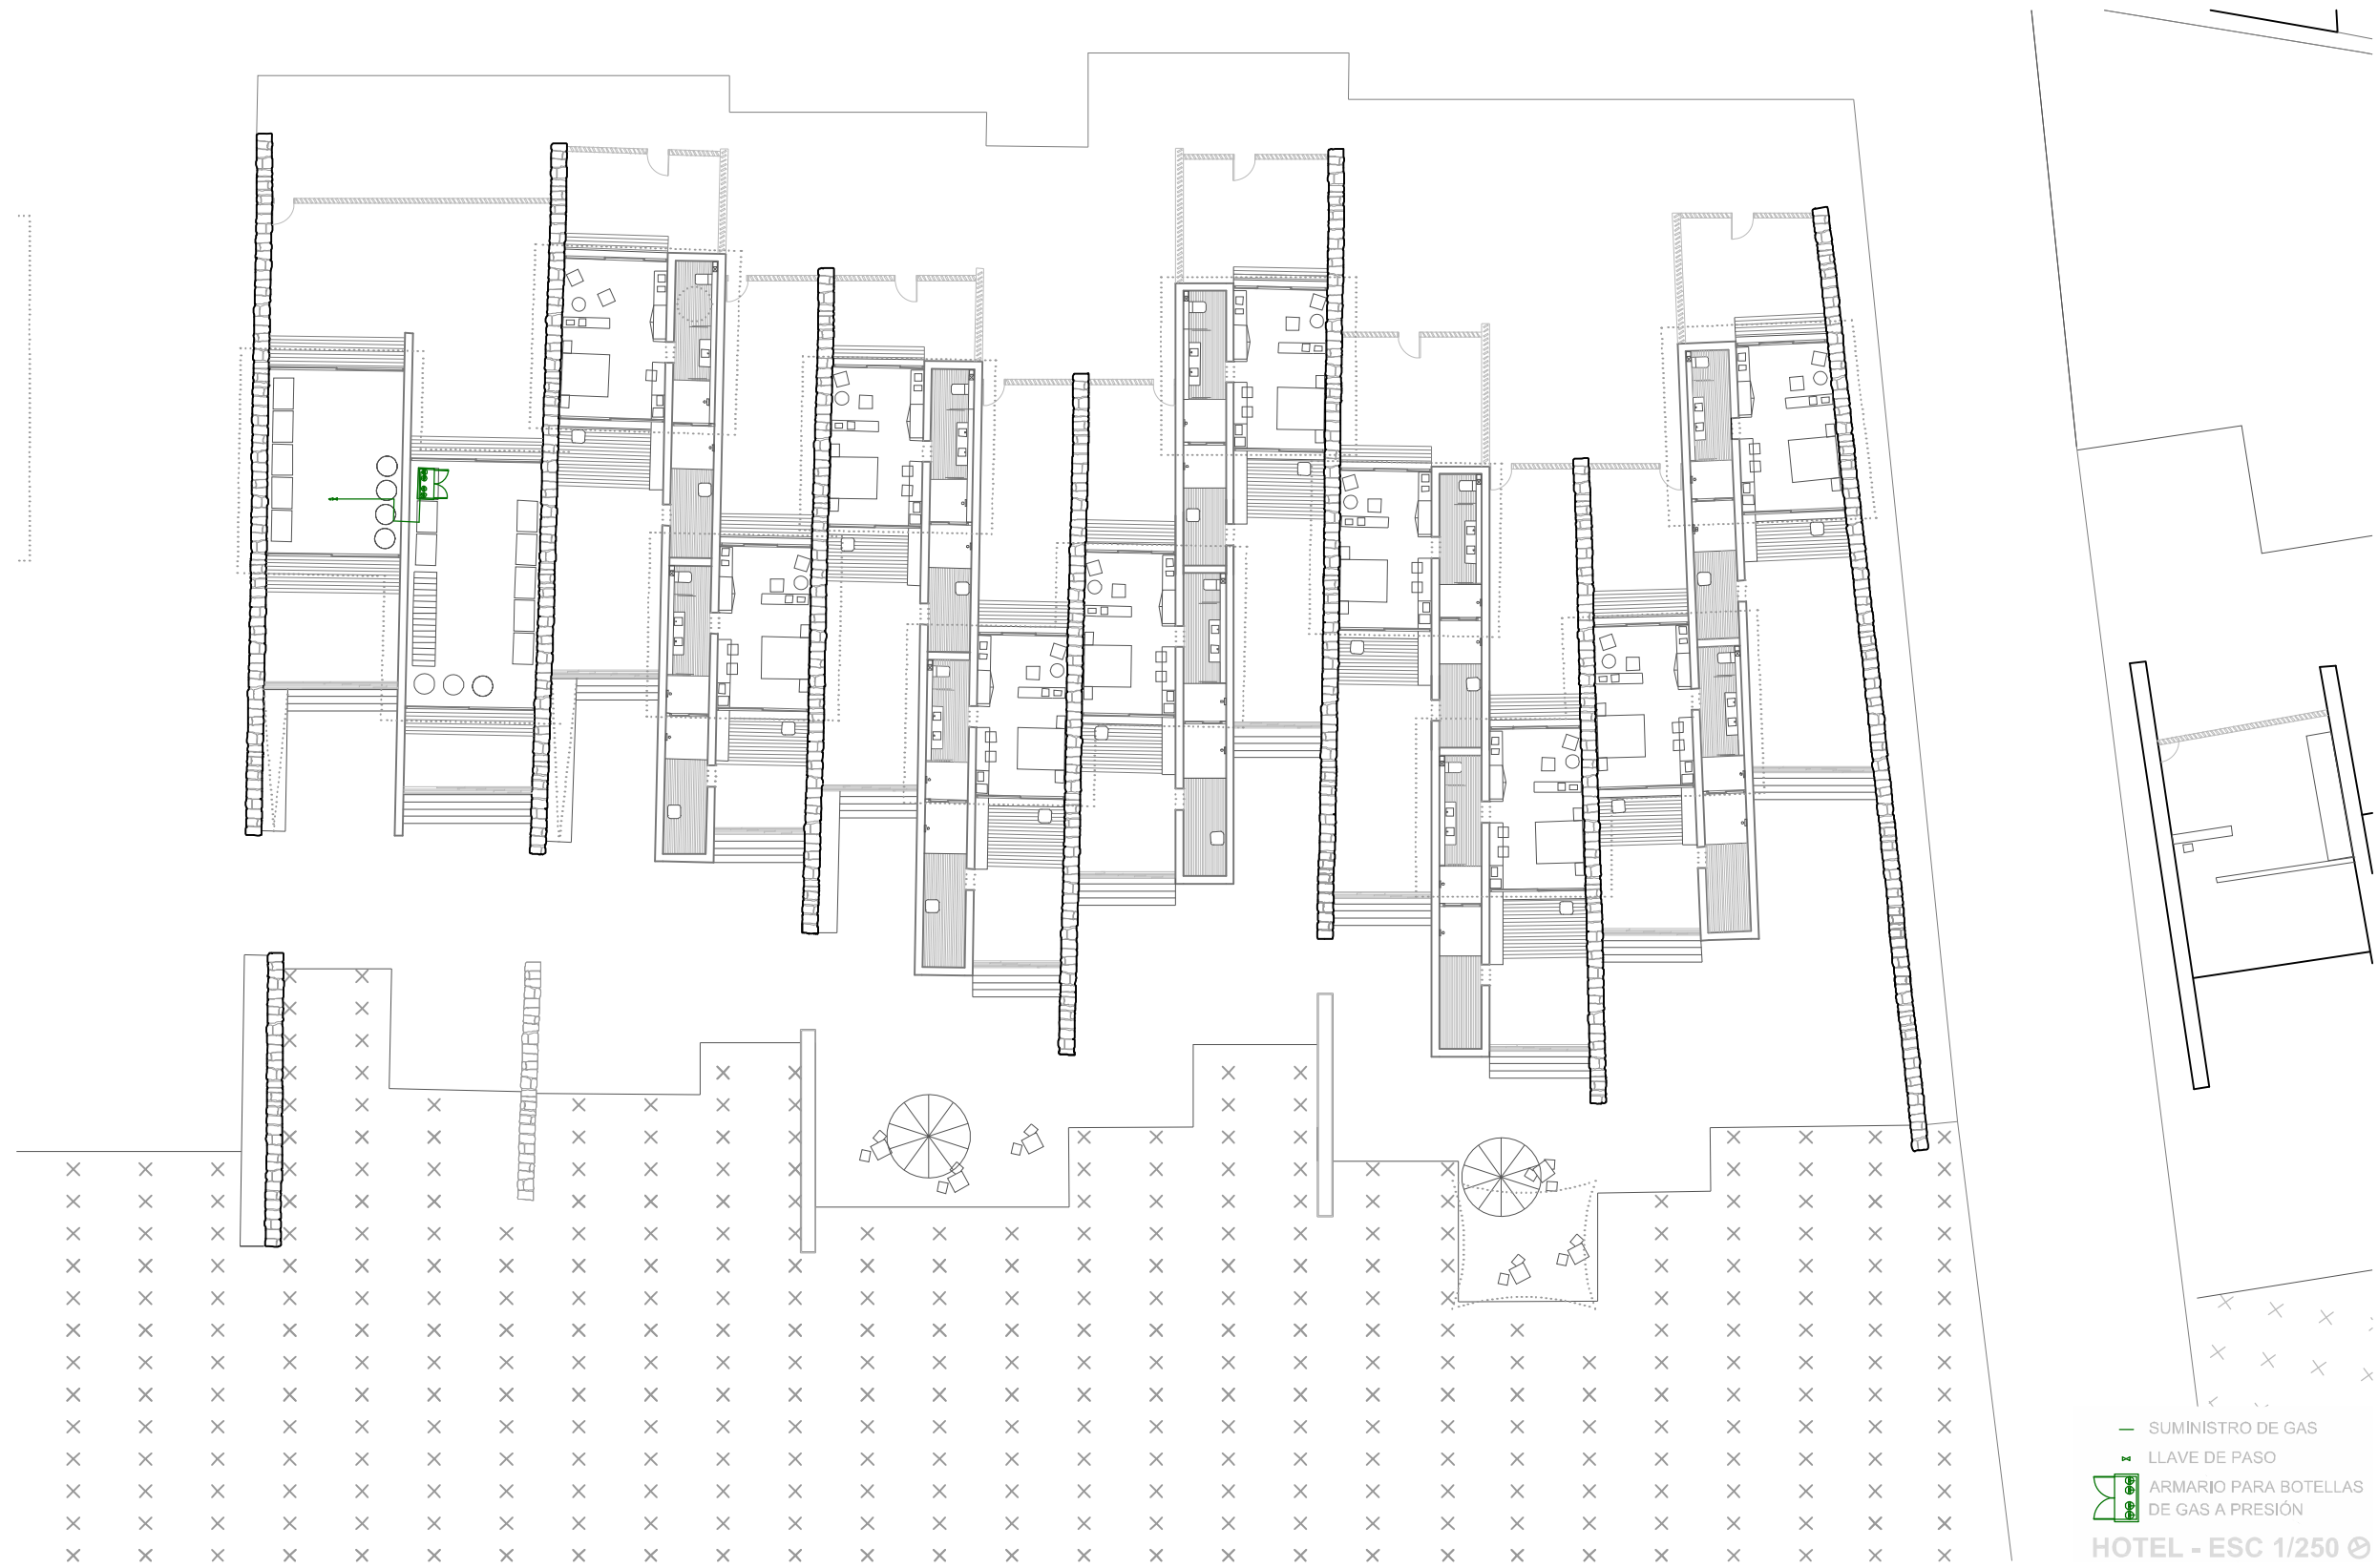 SUMINISTRO DE GAS
LLAVE DE PASO
ARMARIO PARA BOTELLAS
DE GAS A PRESIÓN
HOTEL - ESC 1/250